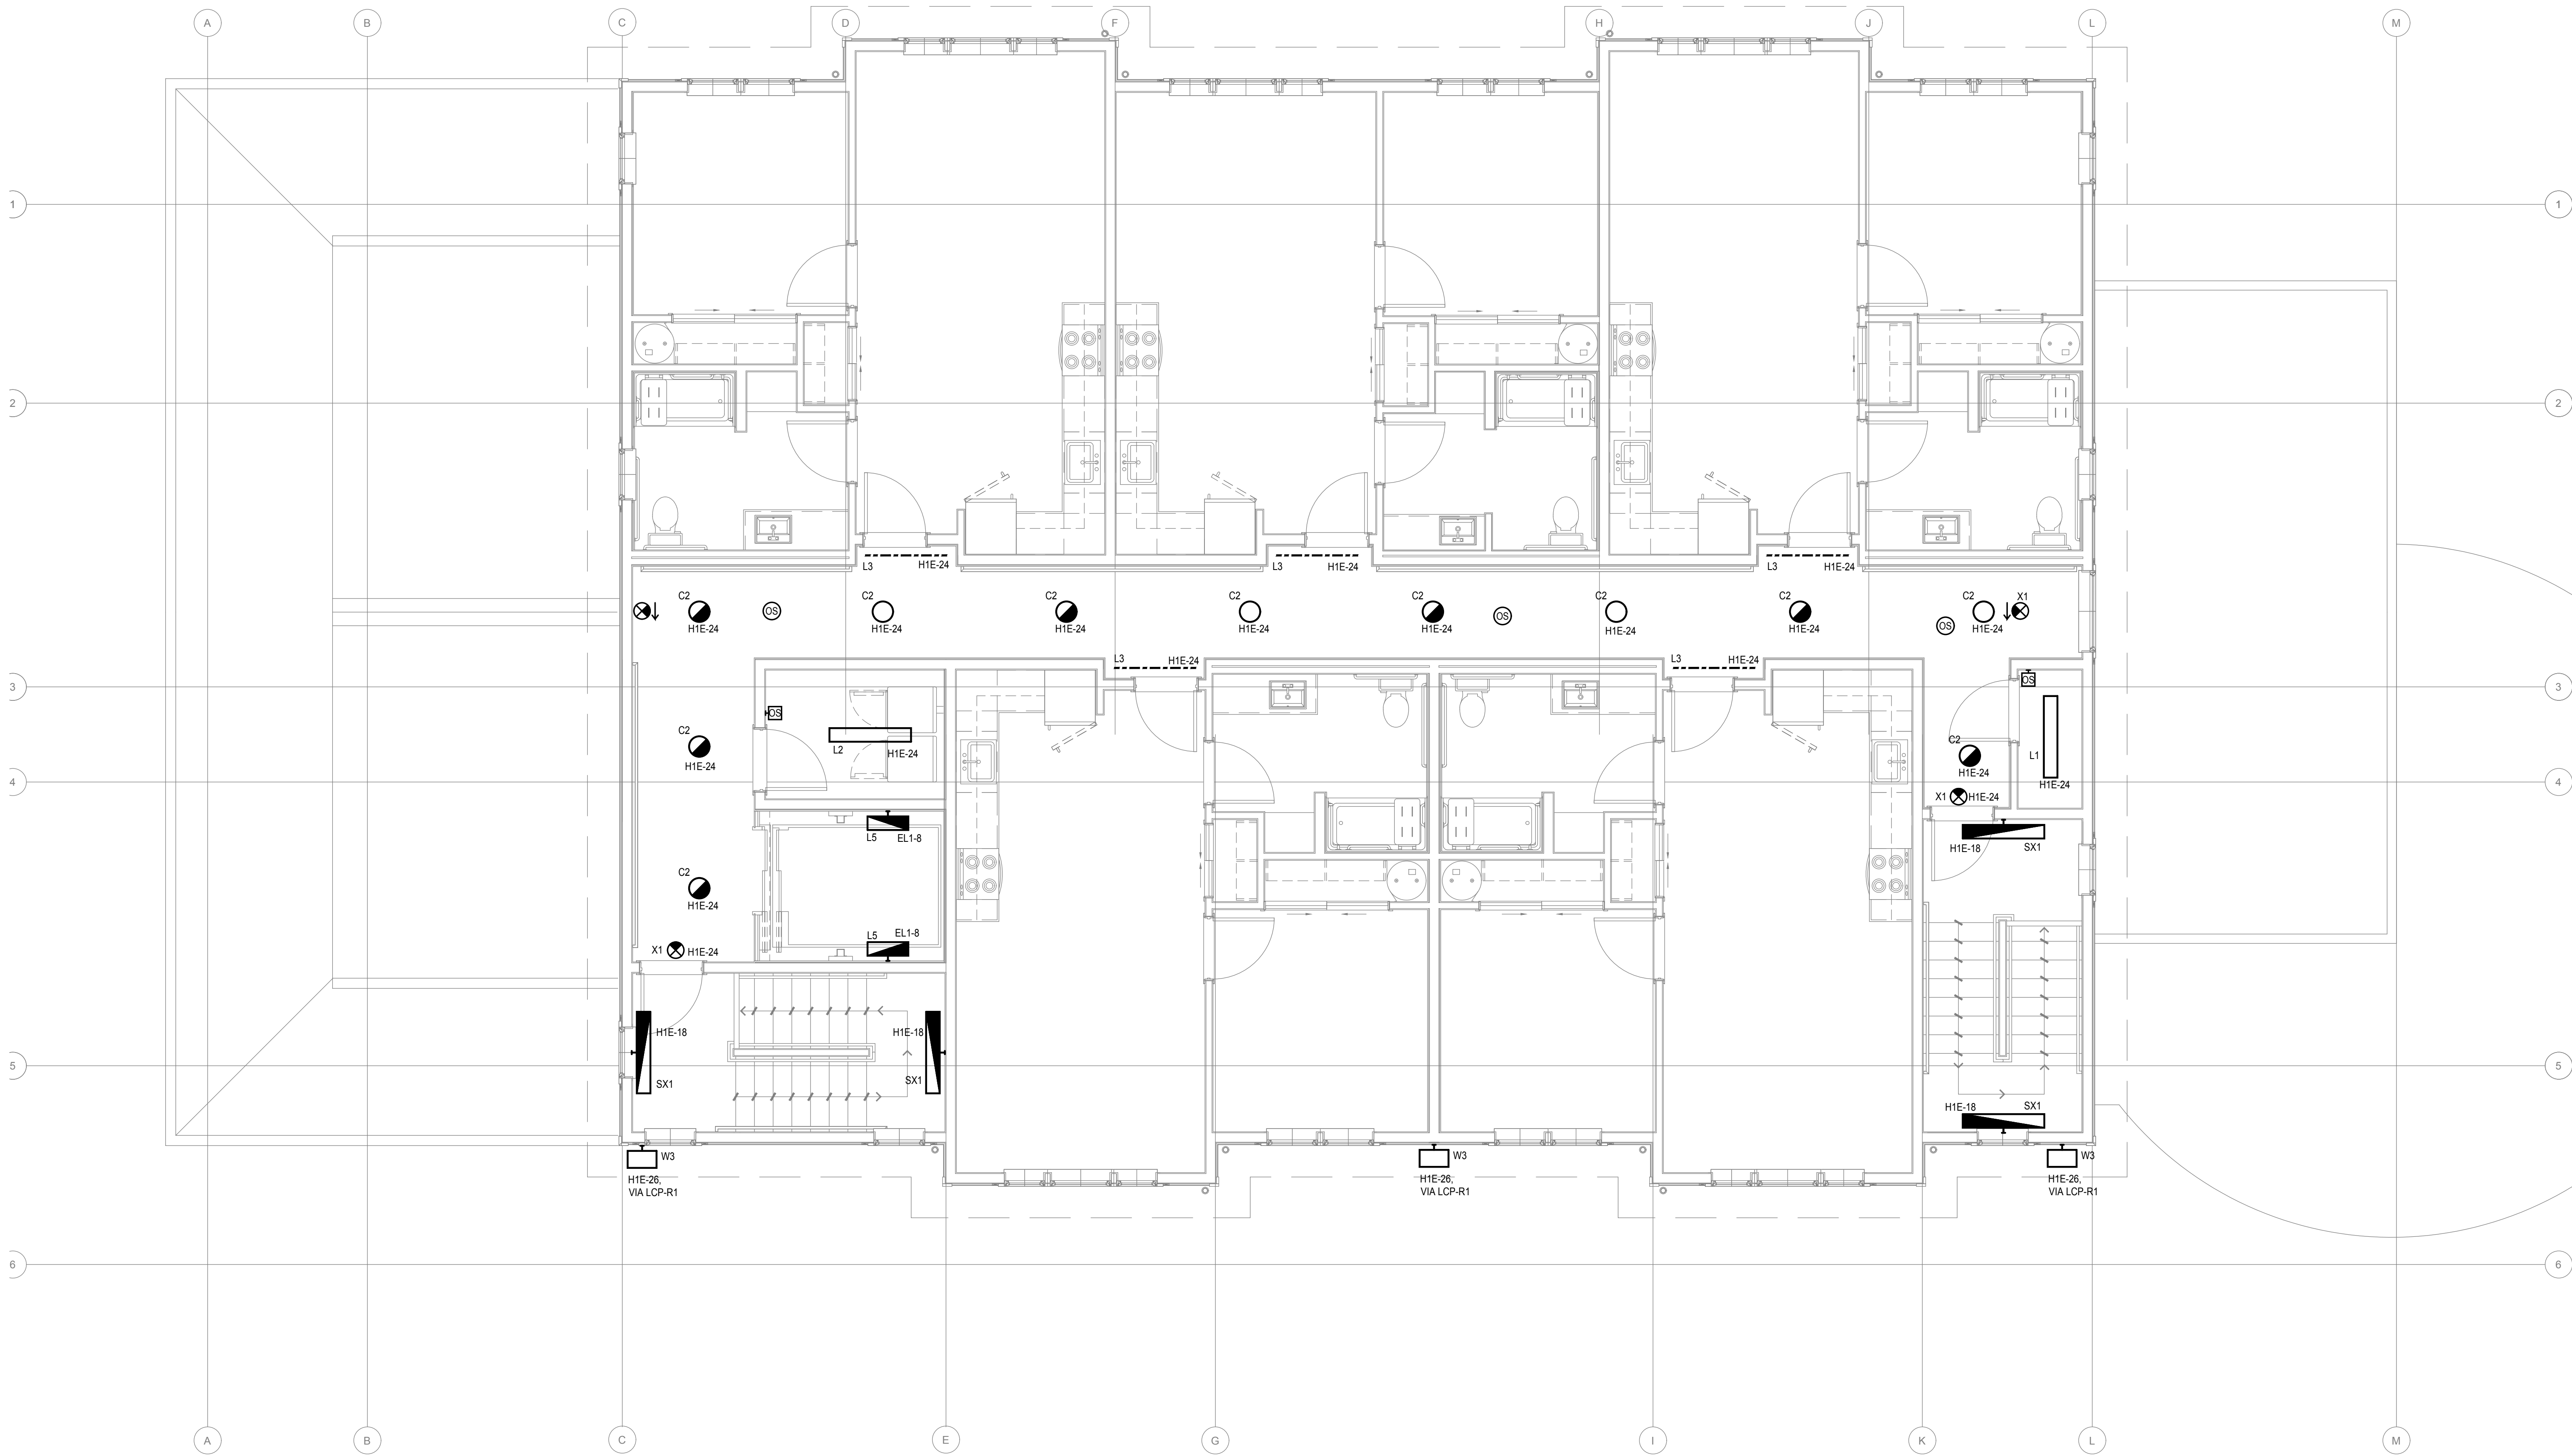 A
B
C
D
F
H
J
L
M
1
1
2
2
L3
H1E-24
L3
H1E-24
L3
H1E-24
C2
H1E-24
OS
C2
H1E-24
C2
H1E-24
C2
H1E-24
C2
H1E-24
OS
C2
H1E-24
C2
H1E-24
OS
C2
H1E-24
X1
L3
H1E-24
L3
H1E-24
3
3
OS
OS
L2
H1E-24
C2
H1E-24
C2
H1E-24
L1
H1E-24
4
4
X1
H1E-24
L5
EL1-8
H1E-18
SX1
C2
H1E-24
L5
EL1-8
X1
H1E-24
H1E-18
SX1
H1E-18
SX1
5
5
H1E-18
SX1
W3
H1E-26,
VIA LCP-R1
W3
H1E-26,
VIA LCP-R1
W3
H1E-26,
VIA LCP-R1
6
6
A
B
C
E
G
I
K
L
M